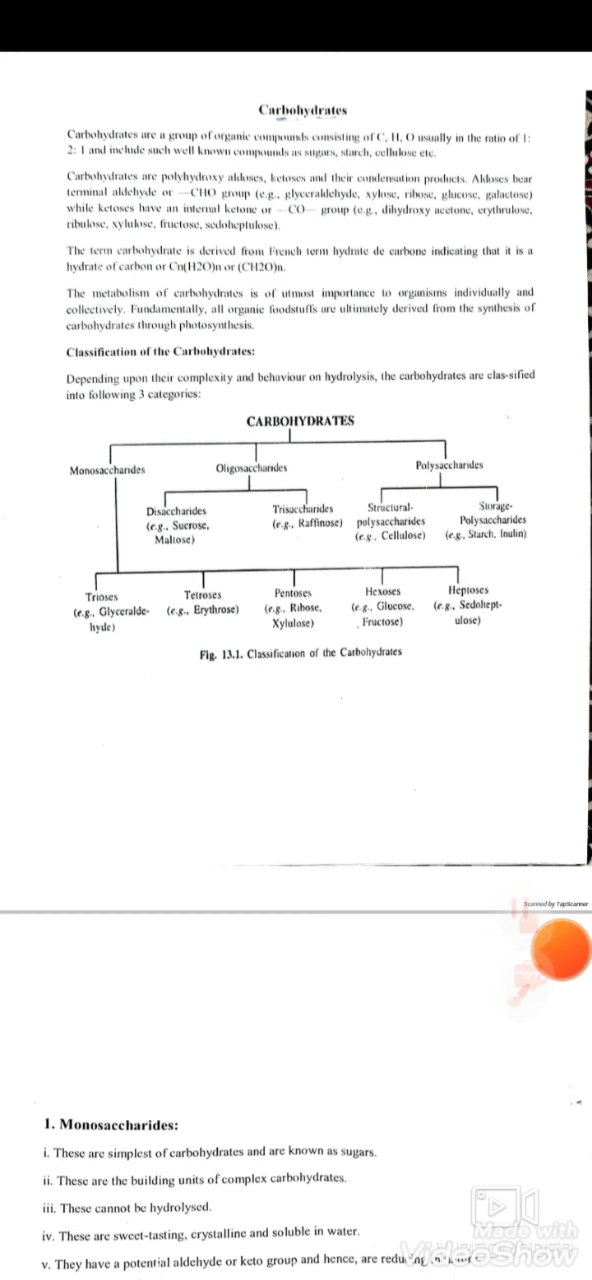 Carbohydrates
Carbohydrates are a group of organic compounds consisting of C, H, O usually in the ratio of 1:
2: 1 and include such well known compounds as sugars, starch, cellulose etc.
Carbohydrates are polyhydroxy aldoses, ketoses and their condensation products. Aldoses bear
terminal aldehyde or —CHO group (e.g., glyceraldehyde, xylose, ribose, glucose, galactose)
while ketoses have an internal ketone or —CO— group (e.g., dihydroxy acetone, erythrulose,
ribulose, xylulose, fructose, sedoheptulose).
The term carbohydrate is derived from French term hydrate de carbone indicating that it is a
hydrate of carbon or Cn(H2O)n or (CH2O)n.
The metabolism of carbohydrates is of utmost importance to organisms individually and
collectively. Fundamentally, all organic foodstuffs are ultimately derived from the synthesis of
carbohydrates through photosynthesis.
Classification of the Carbohydrates:
Depending upon their complexity and behaviour on hydrolysis, the carbohydrates are clas-sified
into following 3 categories:
CARBOHYDRATES
Monosaccharides Oligosaccharides Polysaccharides
Disaccharides Trisaccharides Structural- Storage-
(e.g., Sucrose, (e.g., Raffinose) polysaccharides Polysaccharides
Maltose) (e.g., Cellulose) (e.g., Starch, Inulin)
Trioses Tetroses Pentoses Hexoses Heptoses
(e.g., Glyceralde- (e.g., Erythrose) (e.g., Ribose, (e.g., Glucose, (e.g., Sedohept-
hyde) Xylulose) Fructose) ulose)
Fig. 13.1. Classification of the Carbohydrates
Scanned by TapScanner
1. Monosaccharides:
i. These are simplest of carbohydrates and are known as sugars.
ii. These are the building units of complex carbohydrates.
iii. These cannot be hydrolysed.
iv. These are sweet-tasting, crystalline and soluble in water.
v. They have a potential aldehyde or keto group and hence, are reducing
Made with
VideoShow